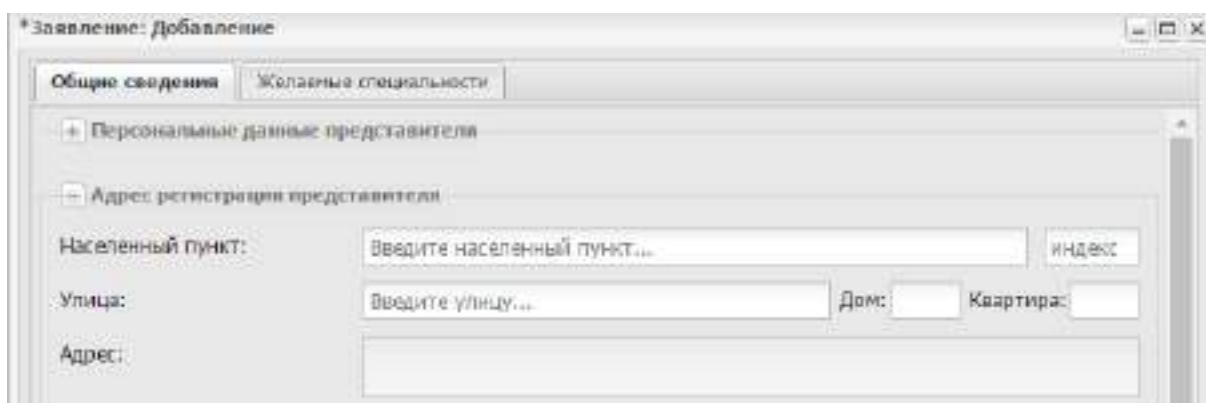 *Заявление: Добавление
Общие сведения Желаемые специальности
Персональные данные представителя
Адрес регистрации представителя
Населенный пункт: Введите населенный пункт... индекс
Улица: Введите улицу... Дом: Квартира:
Адрес: